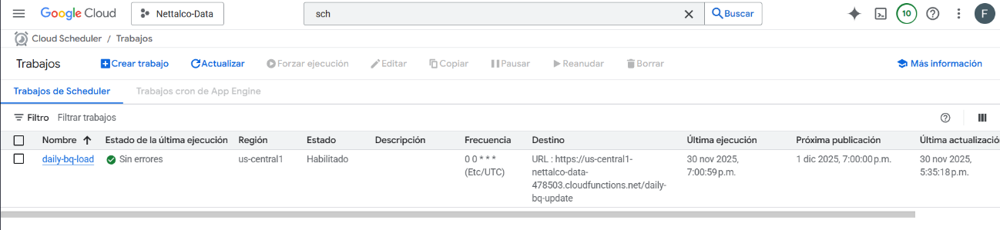 Google Cloud
Nettalco-Data
sch
Buscar
10
F
Cloud Scheduler / Trabajos
Trabajos
Crear trabajo
Actualizar
Forzar ejecución
Editar
Copiar
Pausar
Reanudar
Borrar
Más información
Trabajos de Scheduler
Trabajos cron de App Engine
Filtro Filtrar trabajos
Nombre Estado de la última ejecución Región Estado Descripción Frecuencia Destino Última ejecución Próxima publicación Última actualizació
daily-bq-load Sin errores us-central1 Habilitado 0 0 * * * URL : https://us-central1- 30 nov 2025, 1 dic 2025, 7:00:00 p.m. 30 nov 2025,
(Etc/UTC) nettalco-data- 7:00:59 p.m. 5:35:18 p.m.
478503.cloudfunctions.net/daily-
bq-update